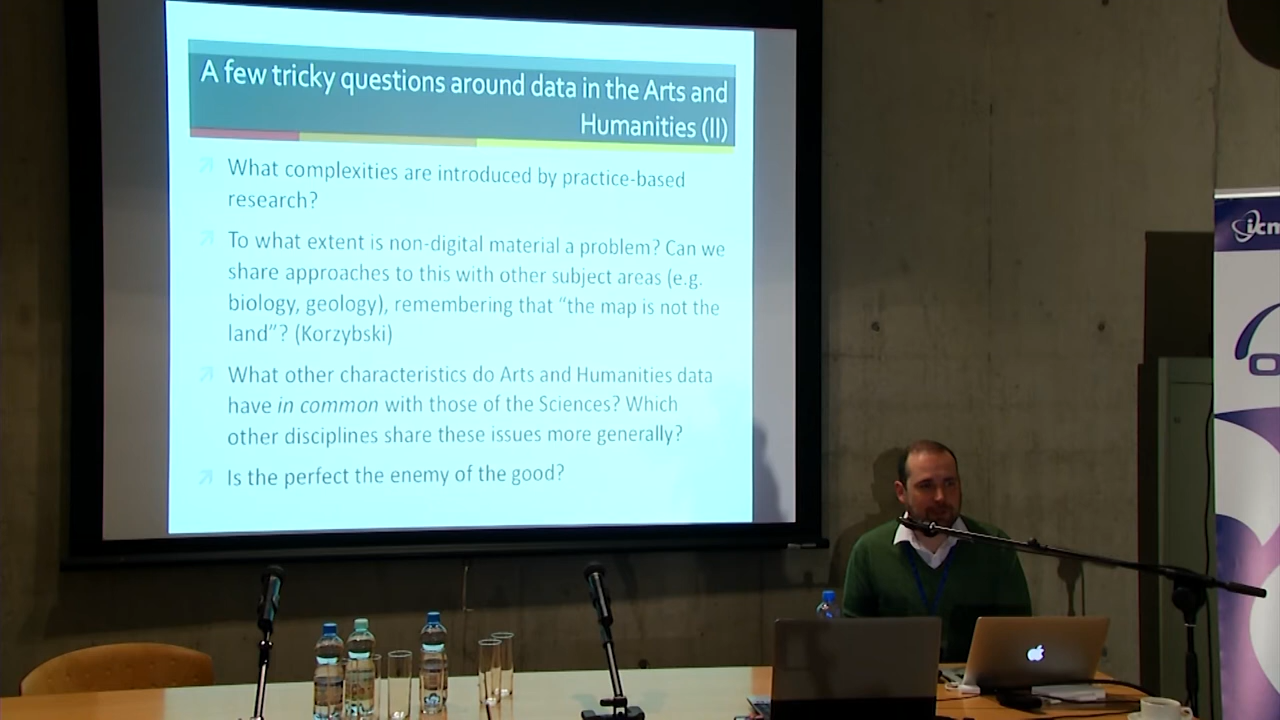 A few tricky questions around data in the Arts and
Humanities (II)
What complexities are introduced by practice-based
research?
To what extent is non-digital material a problem? Can we
share approaches to this with other subject areas (e.g.
biology, geology), remembering that “the map is not the
land”? (Korzybski)
What other characteristics do Arts and Humanities data
have in common with those of the Sciences? Which
other disciplines share these issues more generally?
Is the perfect the enemy of the good?
icm